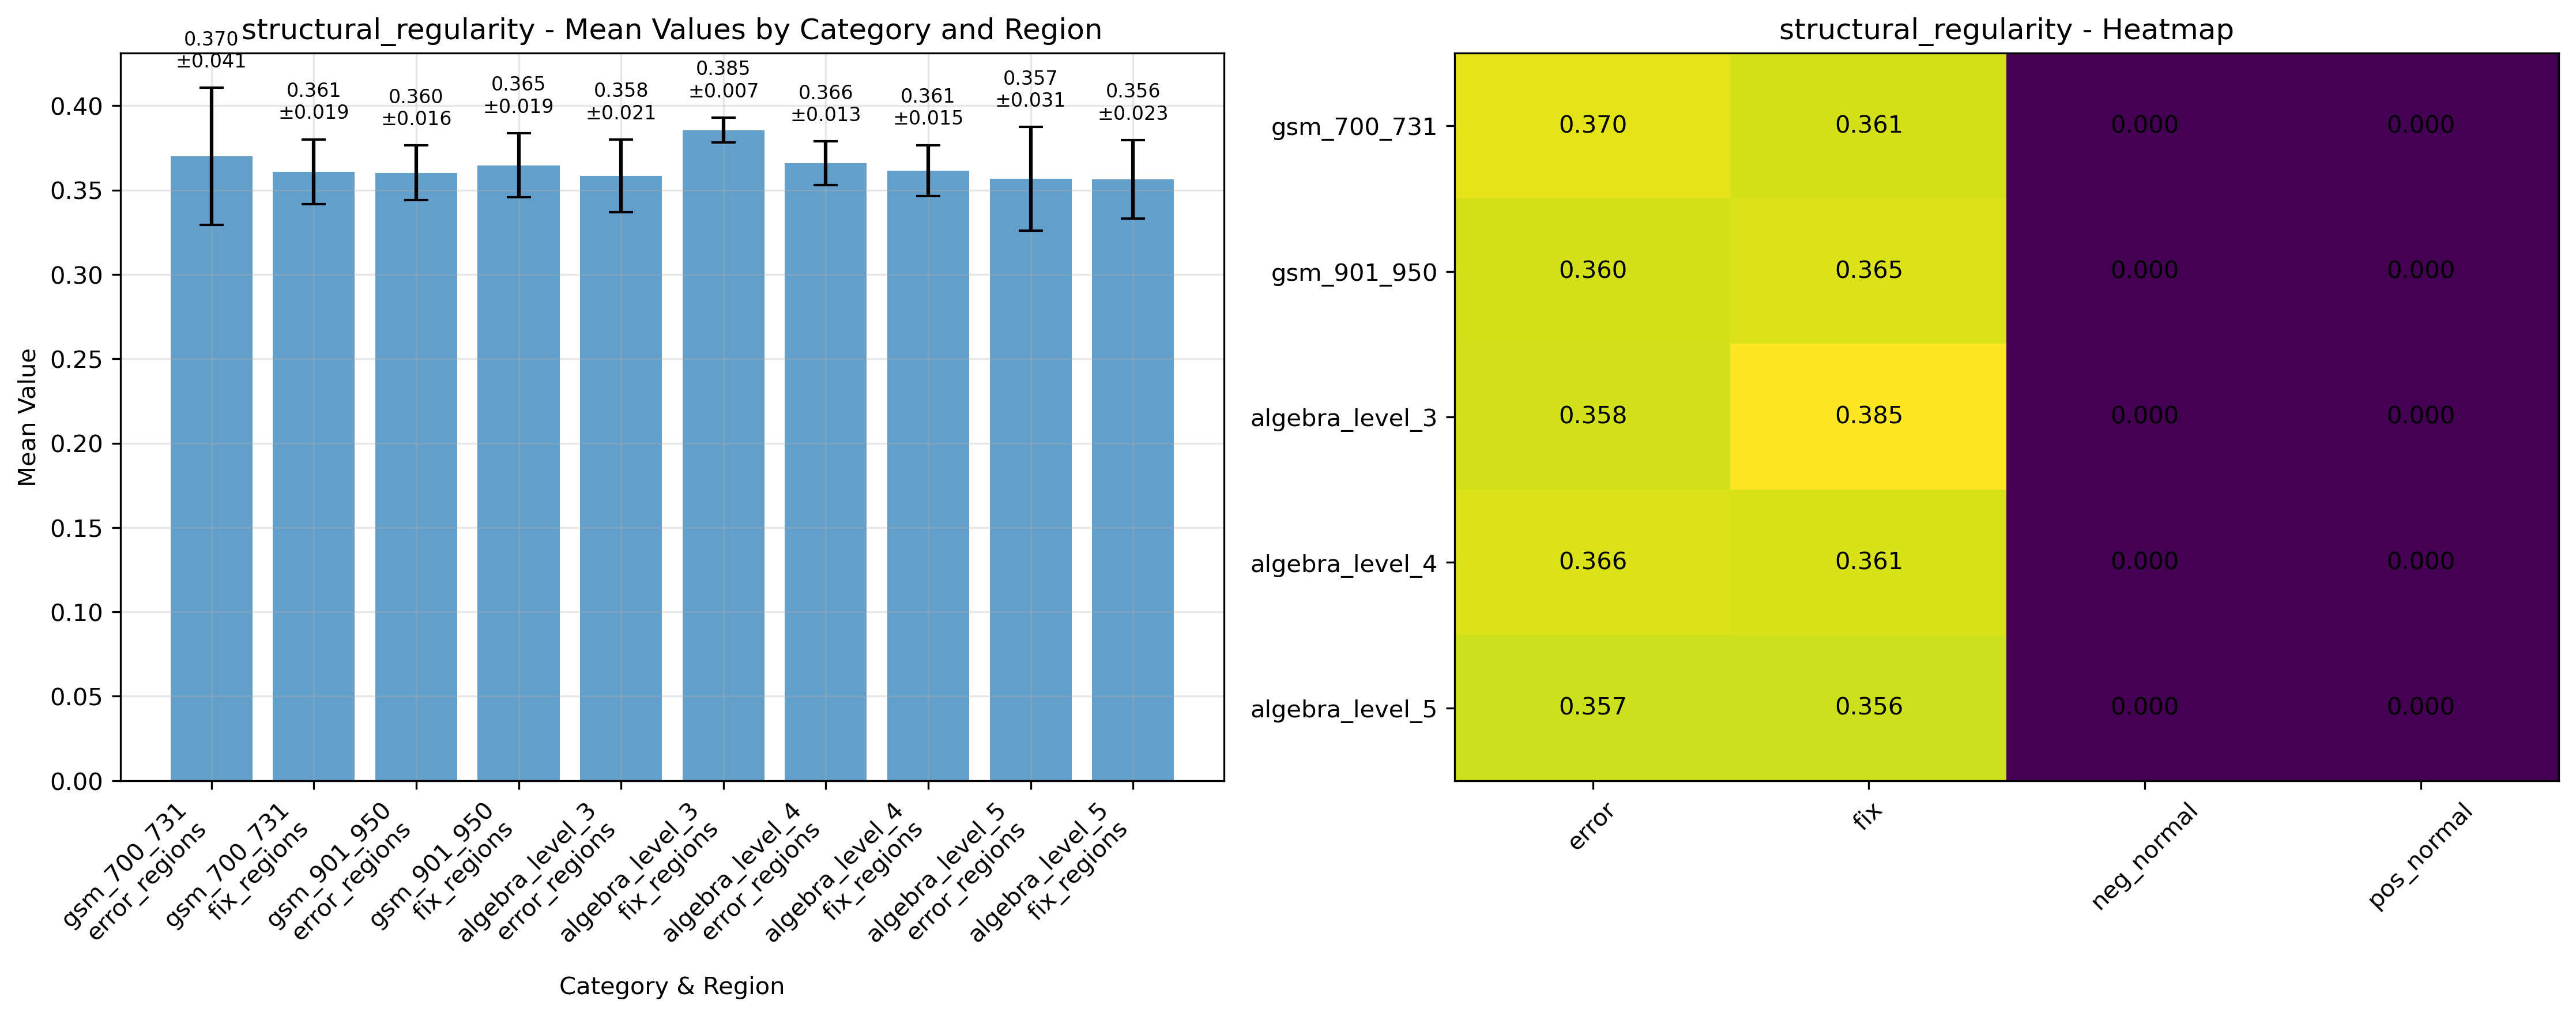 structural_regularity - Mean Values by Category and Region
0.370
±0.041
0.361
±0.019
0.360
±0.016
0.365
±0.019
0.358
±0.021
0.385
±0.007
0.366
±0.013
0.361
±0.015
0.357
±0.031
0.356
±0.023
Mean Value
0.40
0.35
0.30
0.25
0.20
0.15
0.10
0.05
0.00
gsm_700_731
error_regions
gsm_700_731
fix_regions
gsm_901_950
error_regions
gsm_901_950
fix_regions
algebra_level_3
error_regions
algebra_level_3
fix_regions
algebra_level_4
error_regions
algebra_level_4
fix_regions
algebra_level_5
error_regions
algebra_level_5
fix_regions
Category & Region
structural_regularity - Heatmap
gsm_700_731 0.370 0.361 0.000 0.000
gsm_901_950 0.360 0.365 0.000 0.000
algebra_level_3 0.358 0.385 0.000 0.000
algebra_level_4 0.366 0.361 0.000 0.000
algebra_level_5 0.357 0.356 0.000 0.000
error fix neg_normal pos_normal